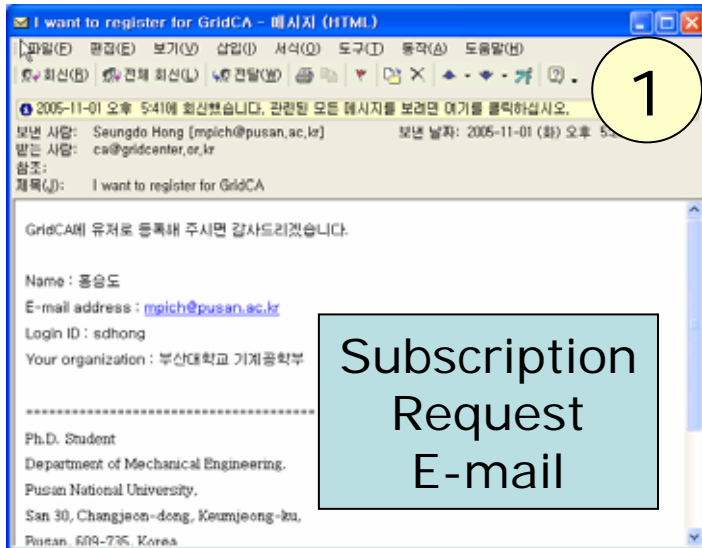 I want to register for GridCA - 메시지 (HTML)
파일(F) 편집(E) 보기(V) 삽입(I) 서식(O) 도구(T) 동작(A) 도움말(H)
회신(R) 전체 회신(L) 전달(W)
2005-11-01 오후 5:41에 회신했습니다. 관련된 모든 메시지를 보려면 여기를 클릭하십시오.
보낸 사람: Seungdo Hong [mpich@pusan.ac.kr] 보낸 날짜: 2005-11-01 (화) 오후
받는 사람: ca@gridcenter.or.kr
참조:
제목(J): I want to register for GridCA
1
GridCA에 유저로 등록해 주시면 감사드리겠습니다.
Name : 홍승도
E-mail address : mpich@pusan.ac.kr
Login ID : sdhong
Your organization : 부산대학교 기계공학부
Subscription
Request
E-mail
Ph.D. Student
Department of Mechanical Engineering.
Pusan National University,
San 30, Changjeon-dong, Keumjeong-ku,
Pusan, 609-735, Korea